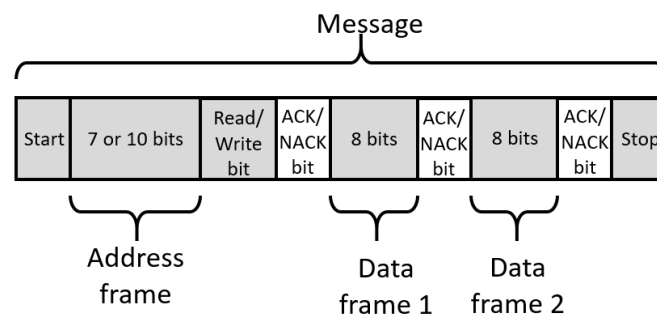 Message
Start
7 or 10 bits
Read/
Write
bit
ACK/
NACK
bit
8 bits
ACK/
NACK
bit
8 bits
ACK/
NACK
bit
Stop
Address
frame
Data
frame 1
Data
frame 2